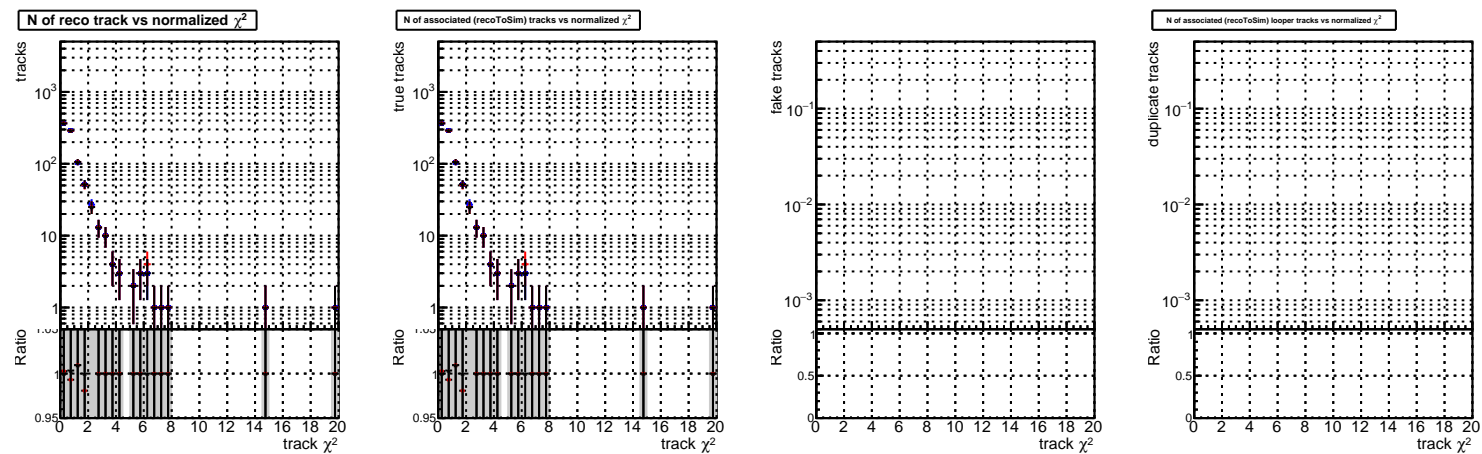 N of reco track vs normalized χ²
tracks
10³
10²
10
1
Ratio
1.05
1
0.95
0 2 4 6 8 10 12 14 16 18 20
track χ²
N of associated (recoToSim) tracks vs normalized χ²
true tracks
10³
10²
10
1
Ratio
1.05
1
0.95
0 2 4 6 8 10 12 14 16 18 20
track χ²
fake tracks
10⁻¹
10⁻²
10⁻³
Ratio
1
0.5
0
0 2 4 6 8 10 12 14 16 18 20
track χ²
N of associated (recoToSim) looper tracks vs normalized χ²
duplicate tracks
10⁻¹
10⁻²
10⁻³
Ratio
1
0.5
0
0 2 4 6 8 10 12 14 16 18 20
track χ²